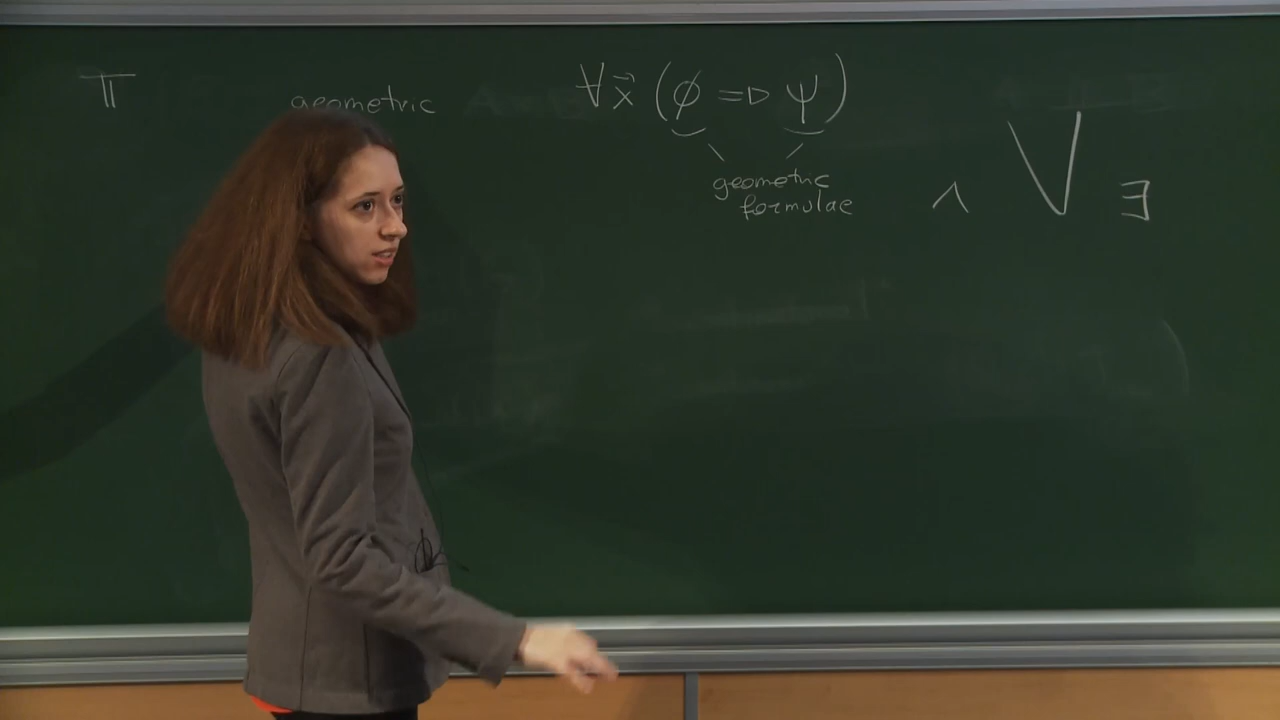 𝕋 geometric ∀x⃗ (ϕ ⇒ ψ)
geometric
formulae ∧ ⋁ ∃